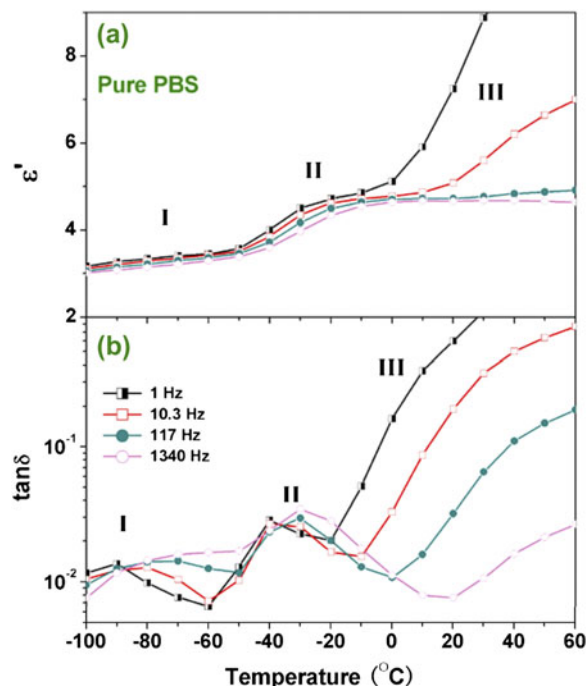 (a)
Pure PBS
I
II
III
ε'
8
6
4
2
(b)
1 Hz
10.3 Hz
117 Hz
1340 Hz
I
II
III
tanδ
10⁻¹
10⁻²
-100 -80 -60 -40 -20 0 20 40 60
Temperature (°C)